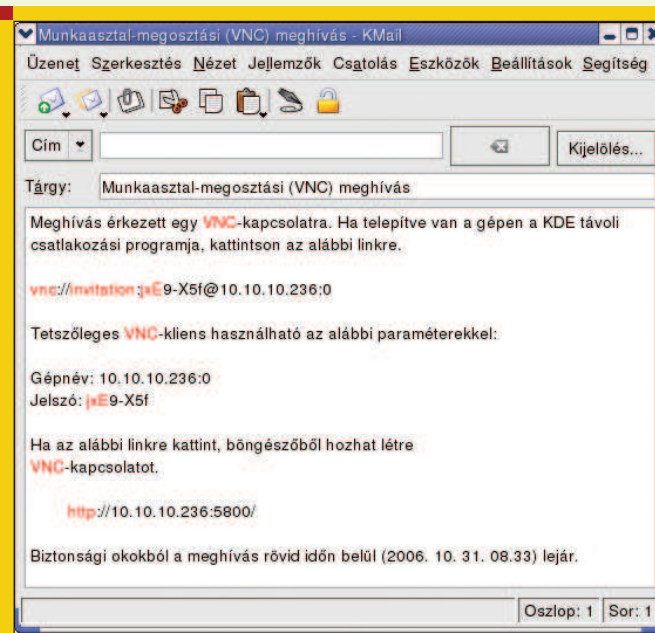 Munkaasztal-megosztási (VNC) meghívás - KMail
Üzenet Szerkesztés Nézet Jellemzők Csatolás Eszközök Beállítások Segítség
Cím
Kijelölés...
Tárgy: Munkaasztal-megosztási (VNC) meghívás
Meghívás érkezett egy VNC-kapcsolatra. Ha telepítve van a gépen a KDE távoli
csatlakozási programja, kattintson az alábbi linkre.
vnc://invitation:jxE9-X5f@10.10.10.236:0
Tetszőleges VNC-kliens használható az alábbi paraméterekkel:
Gépnév: 10.10.10.236:0
Jelszó: jxE9-X5f
Ha az alábbi linkre kattint, böngészőből hozhat létre
VNC-kapcsolatot.
http://10.10.10.236:5800/
Biztonsági okokból a meghívás rövid időn belül (2006. 10. 31. 08.33) lejár.
Oszlop: 1 Sor: 1